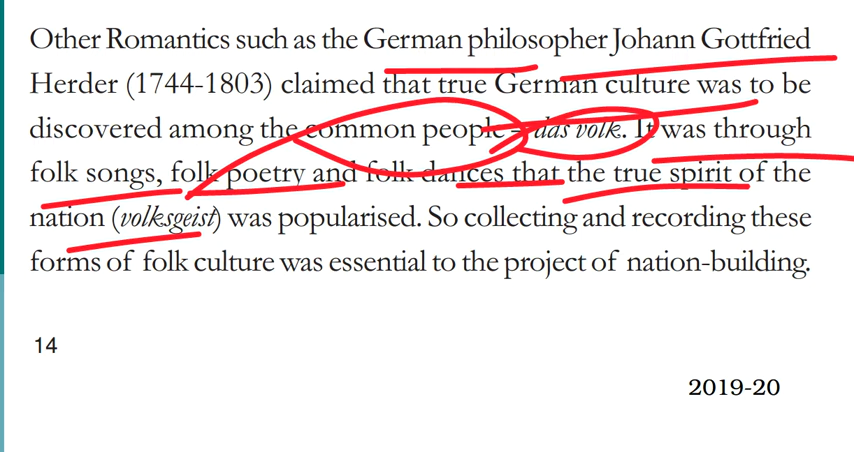 Other Romantics such as the German philosopher Johann Gottfried
Herder (1744-1803) claimed that true German culture was to be
discovered among the common people – das volk. It was through
folk songs, folk poetry and folk dances that the true spirit of the
nation (volksgeist) was popularised. So collecting and recording these
forms of folk culture was essential to the project of nation-building.
14
2019-20